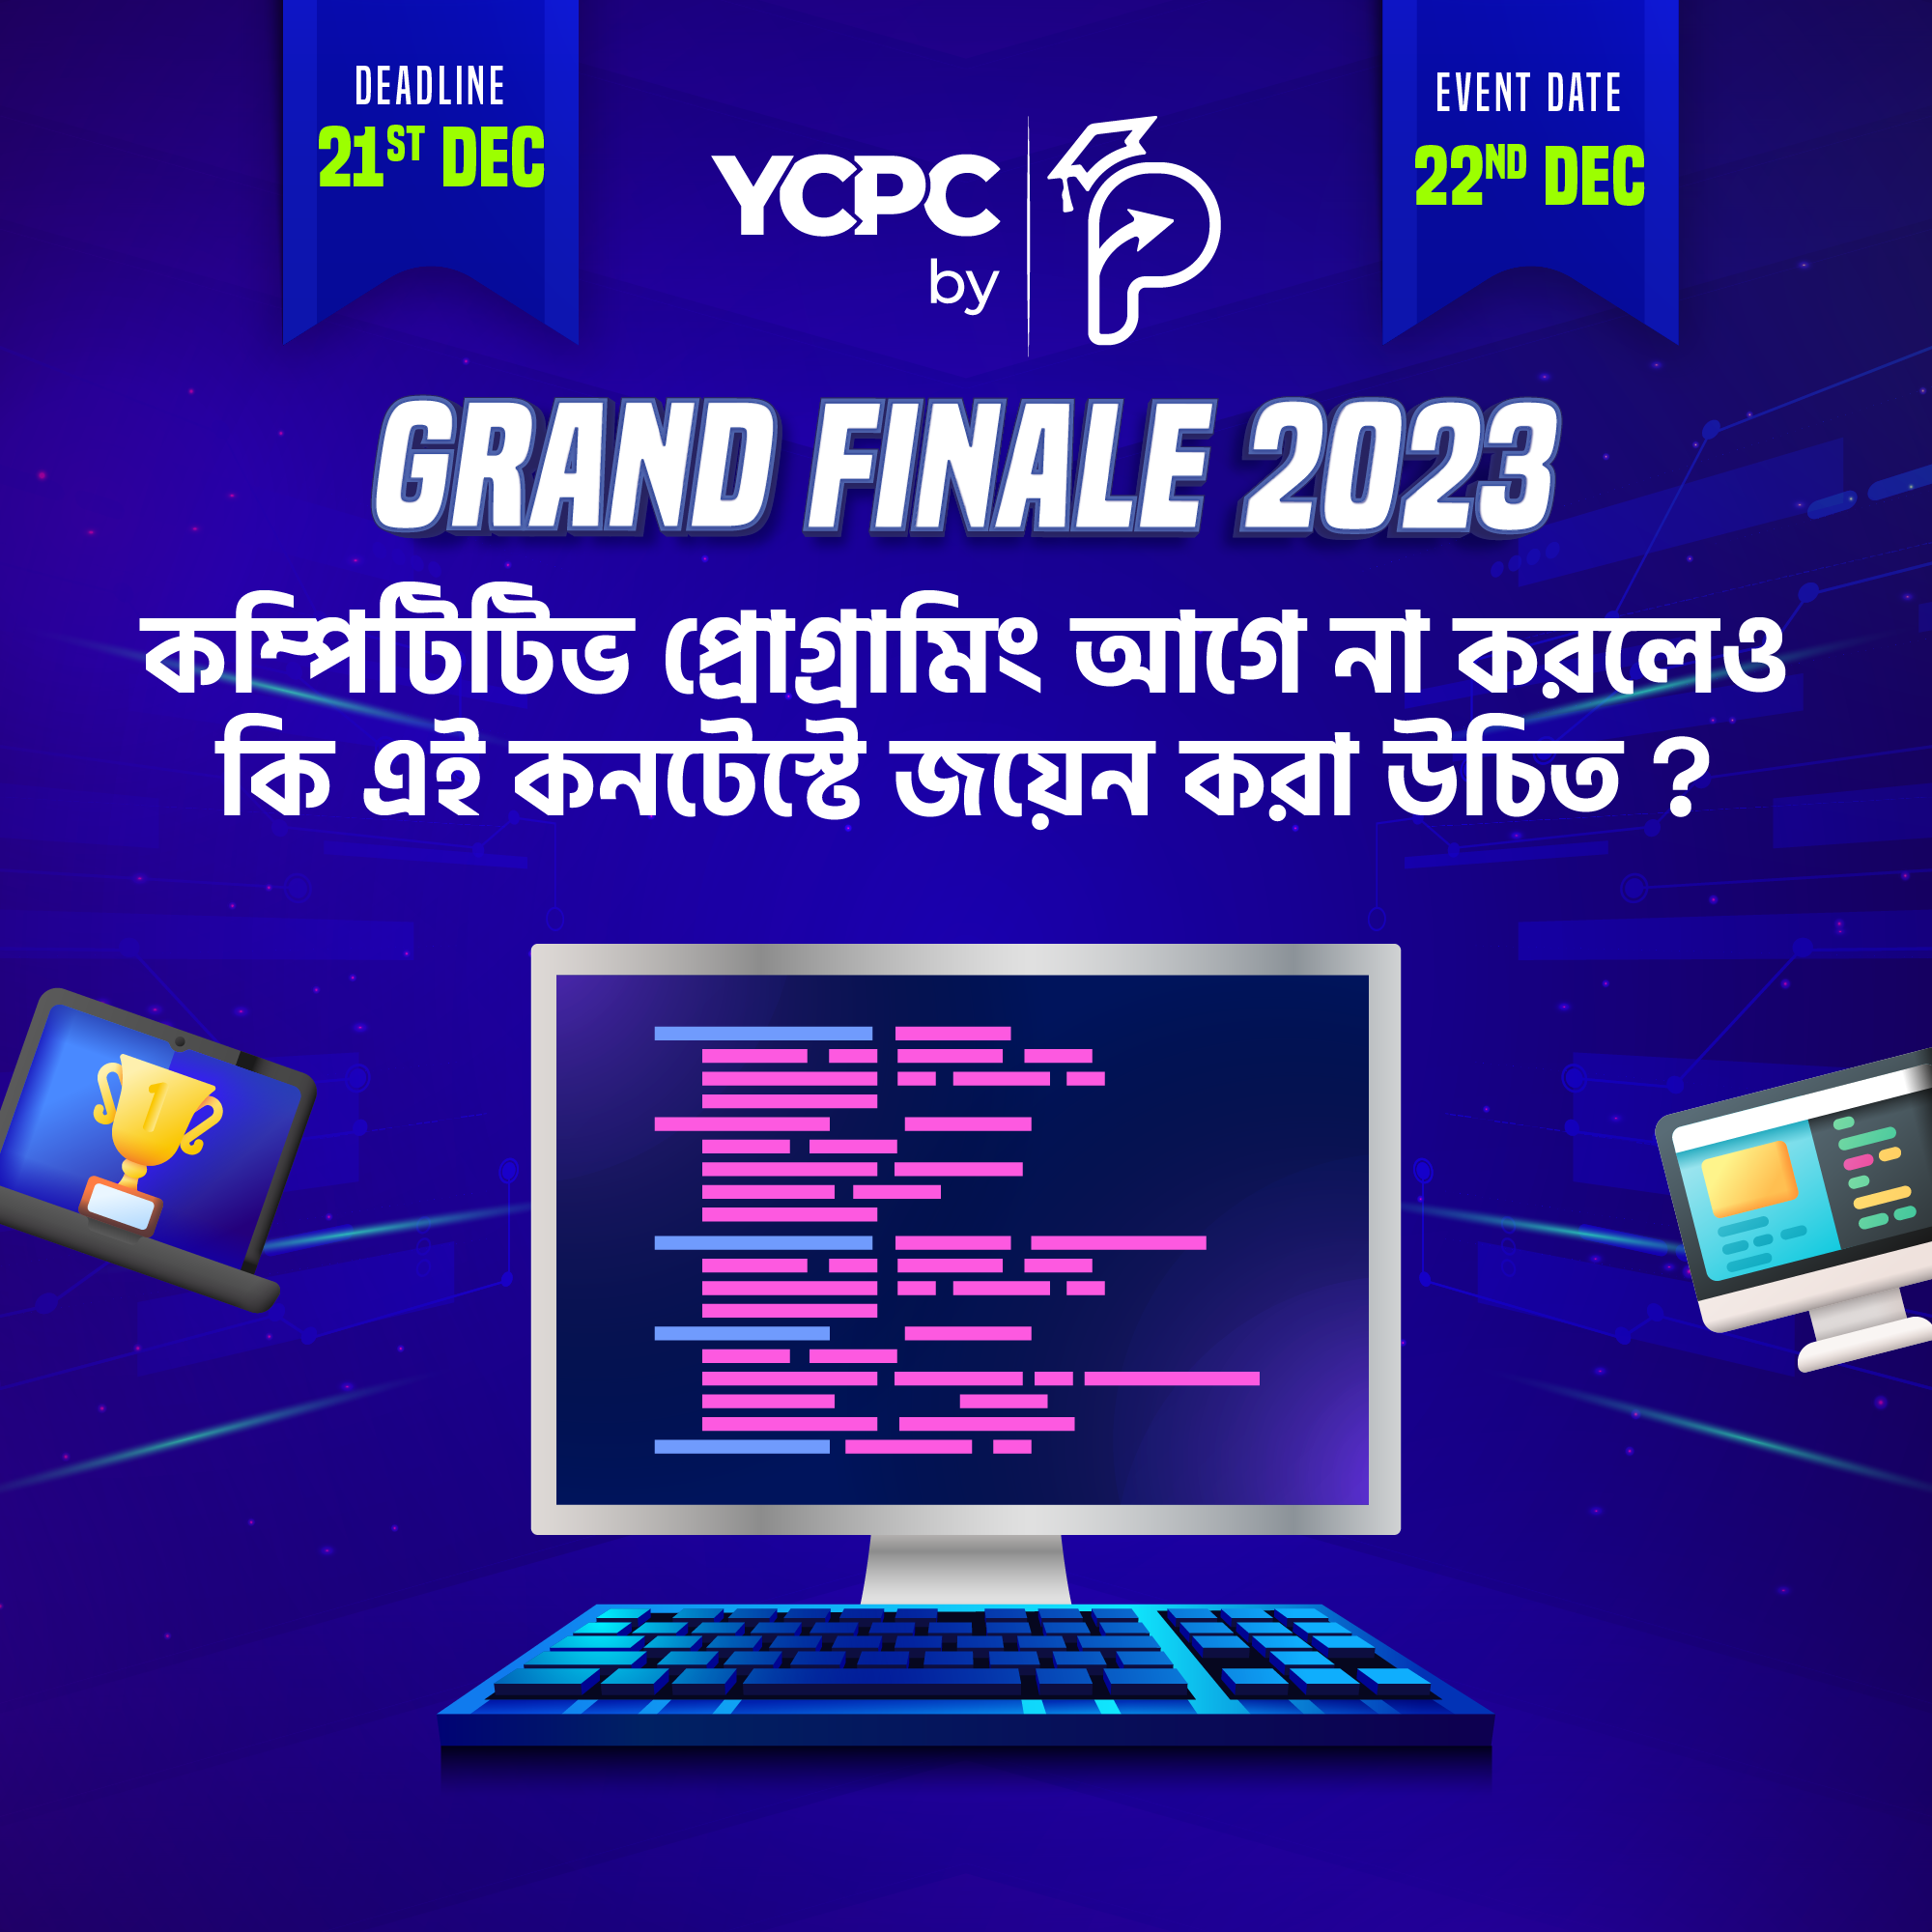 DEADLINE
21ST DEC
EVENT DATE
22ND DEC
YCPC
by
GRAND FINALE 2023
কম্পিটিটিভ প্রোগ্রামিং আগে না করলেও
কি এই কনটেস্টে জয়েন করা উচিত ?
1